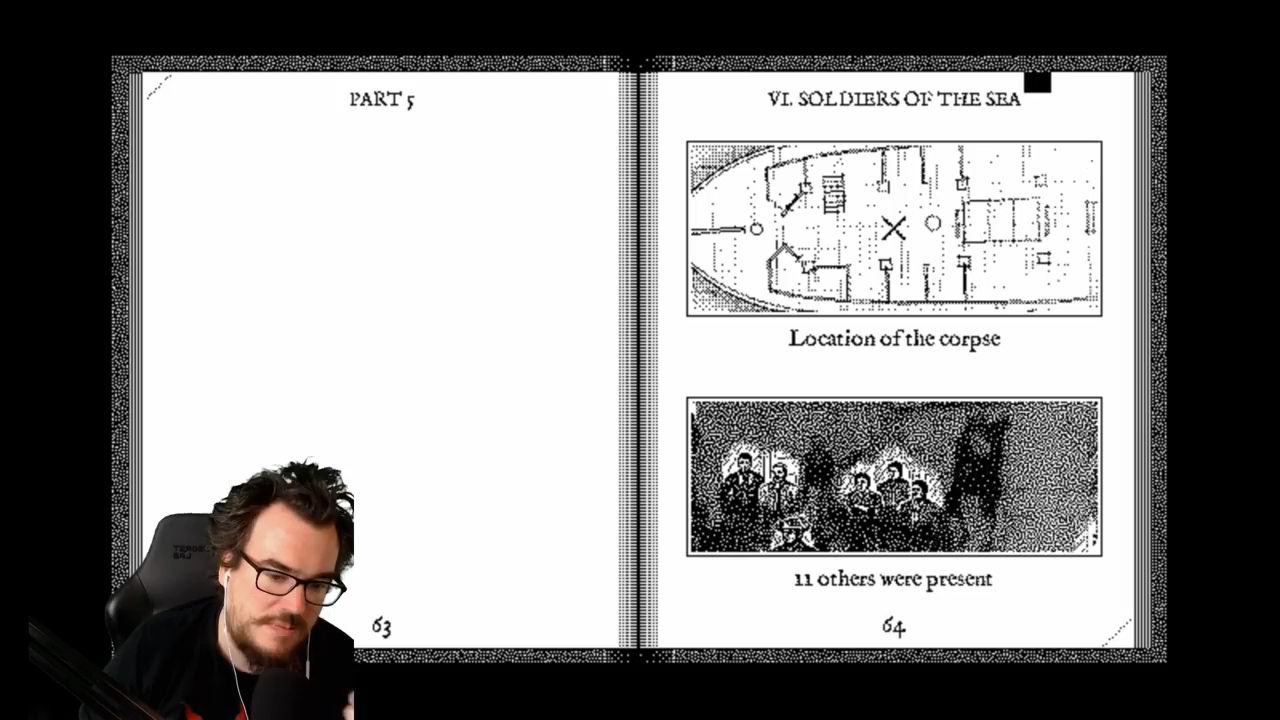 PART 5
63
VI. SOLDIERS OF THE SEA
Location of the corpse
11 others were present
64